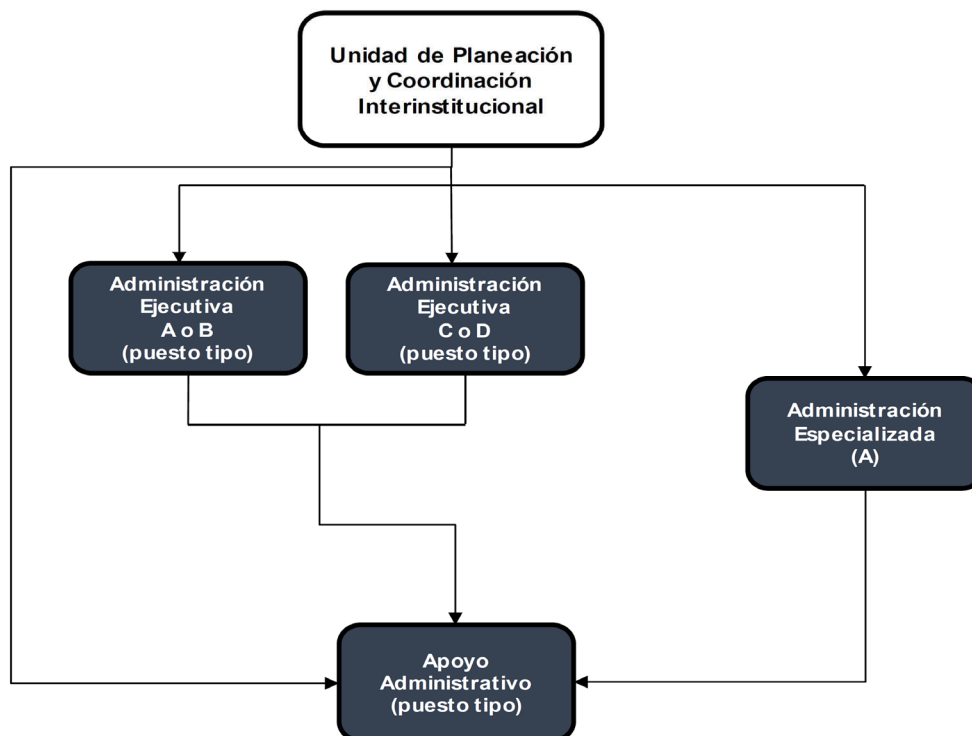 Unidad de Planeación
y Coordinación
Interinstitucional
Administración
Ejecutiva
A o B
(puesto tipo)
Administración
Ejecutiva
C o D
(puesto tipo)
Administración
Especializada
(A)
Apoyo
Administrativo
(puesto tipo)